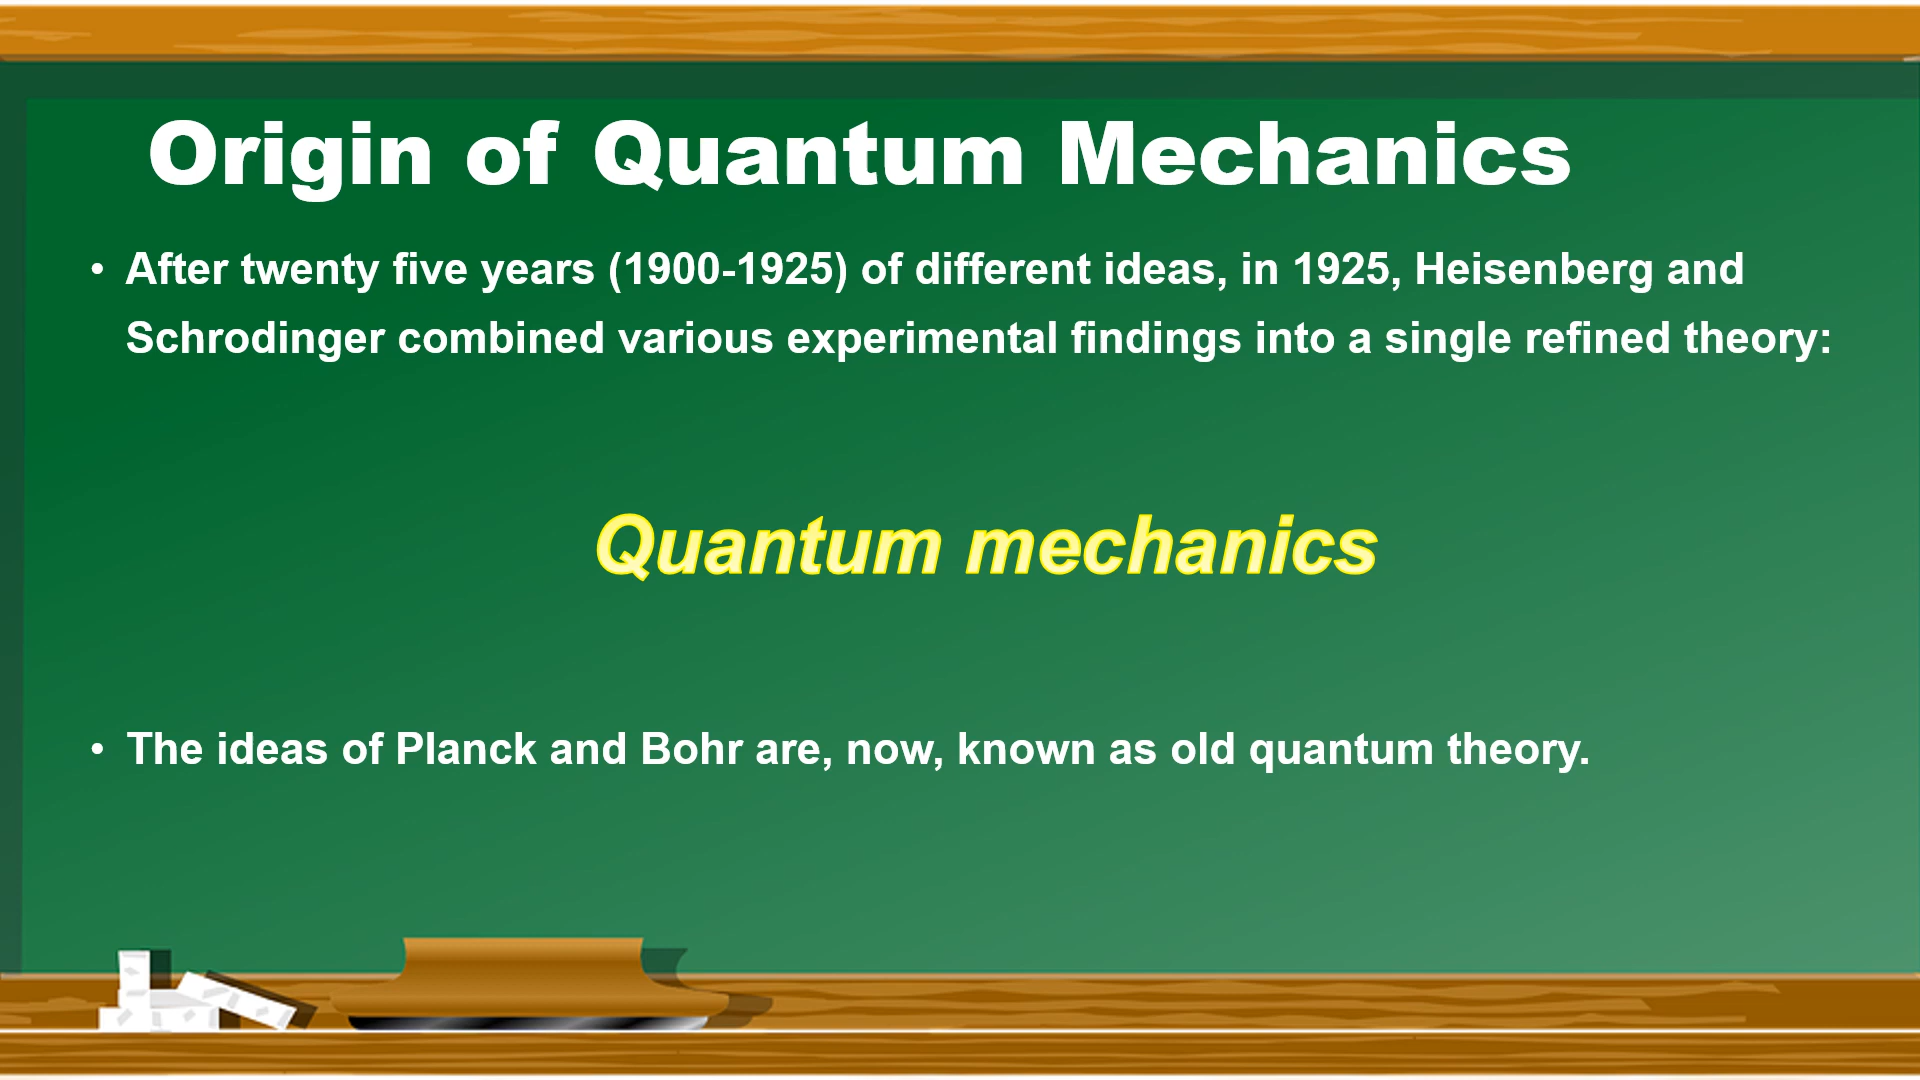 Origin of Quantum Mechanics
• After twenty five years (1900-1925) of different ideas, in 1925, Heisenberg and
Schrodinger combined various experimental findings into a single refined theory:
Quantum mechanics
• The ideas of Planck and Bohr are, now, known as old quantum theory.